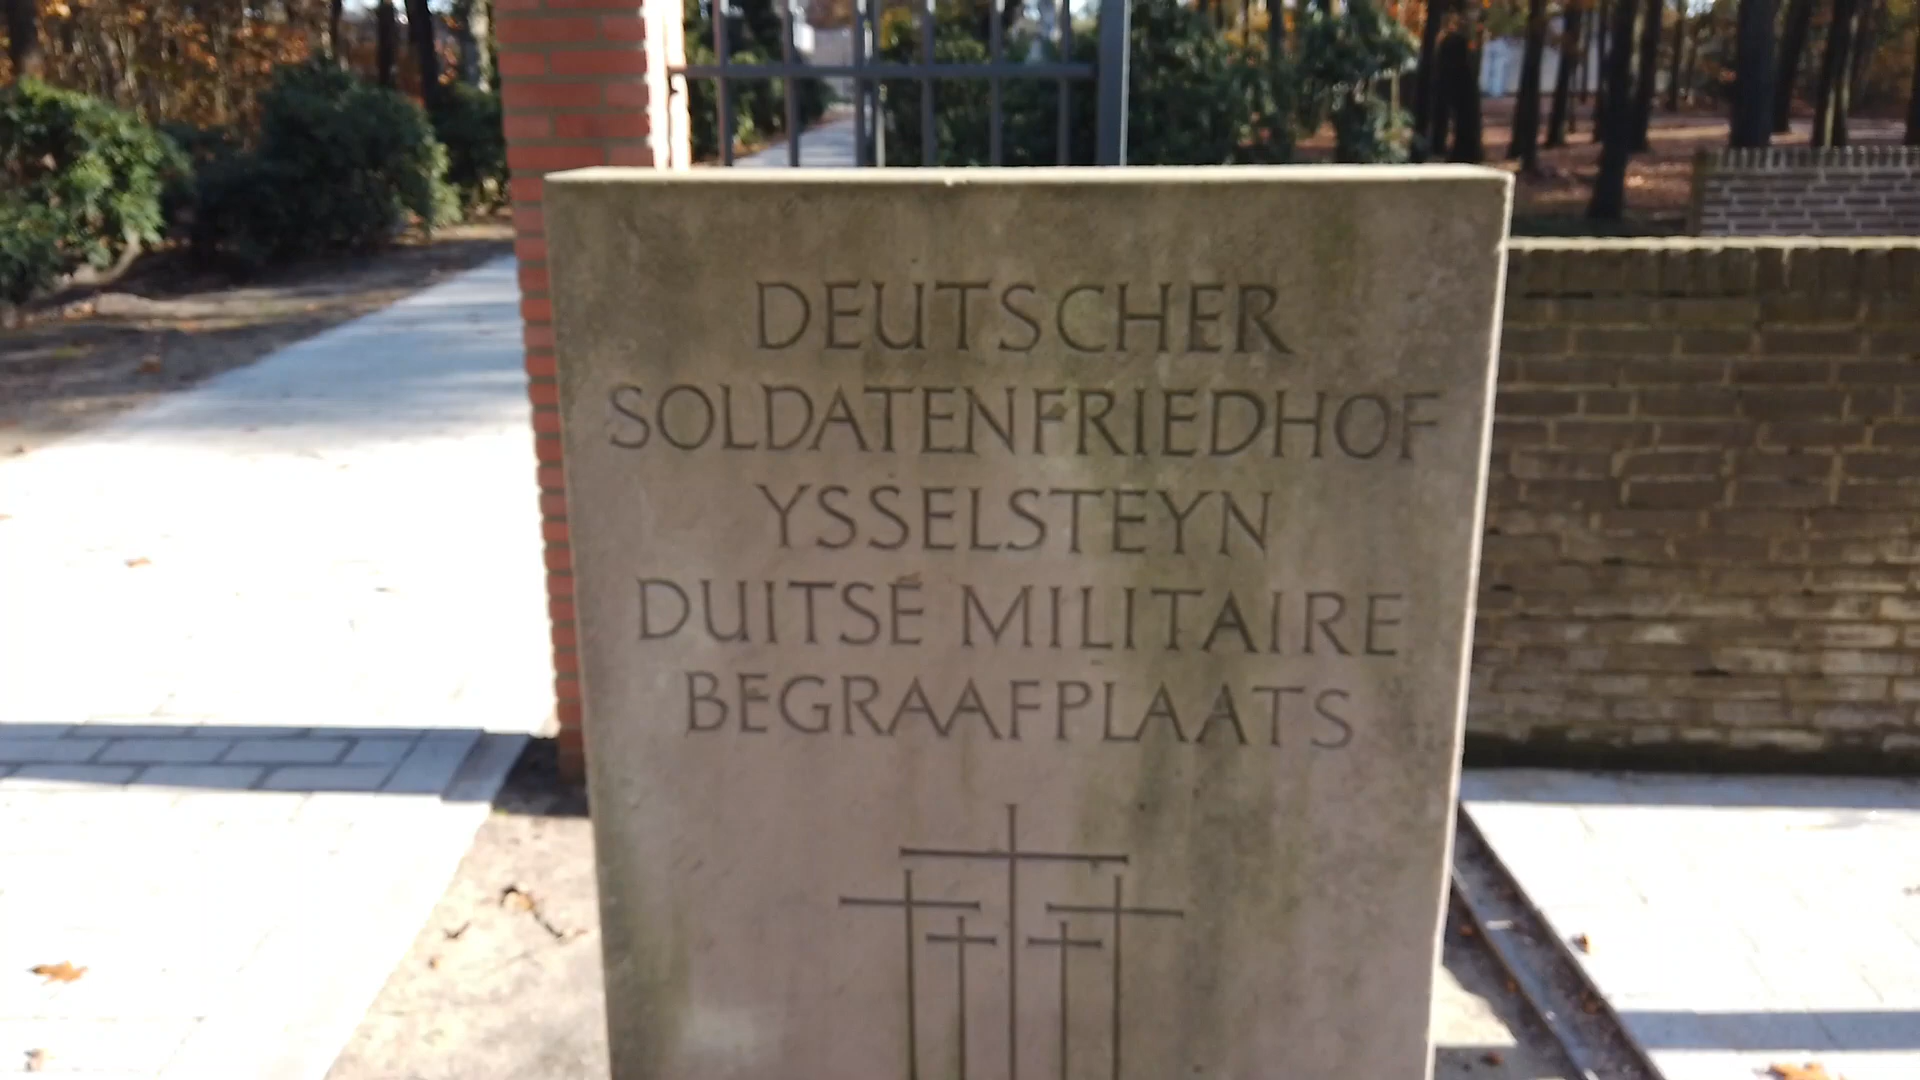 DEUTSCHER
SOLDATENFRIEDHOF
YSSELSTEYN
DUITSE MILITAIRE
BEGRAAFPLAATS